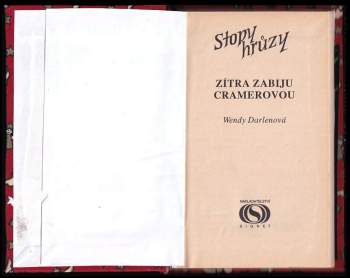 Stopy
hrůzy
ZÍTRA ZABIJU
CRAMEROVOU
Wendy Darlenová
NAKLADATELSTVÍ
SIGNET